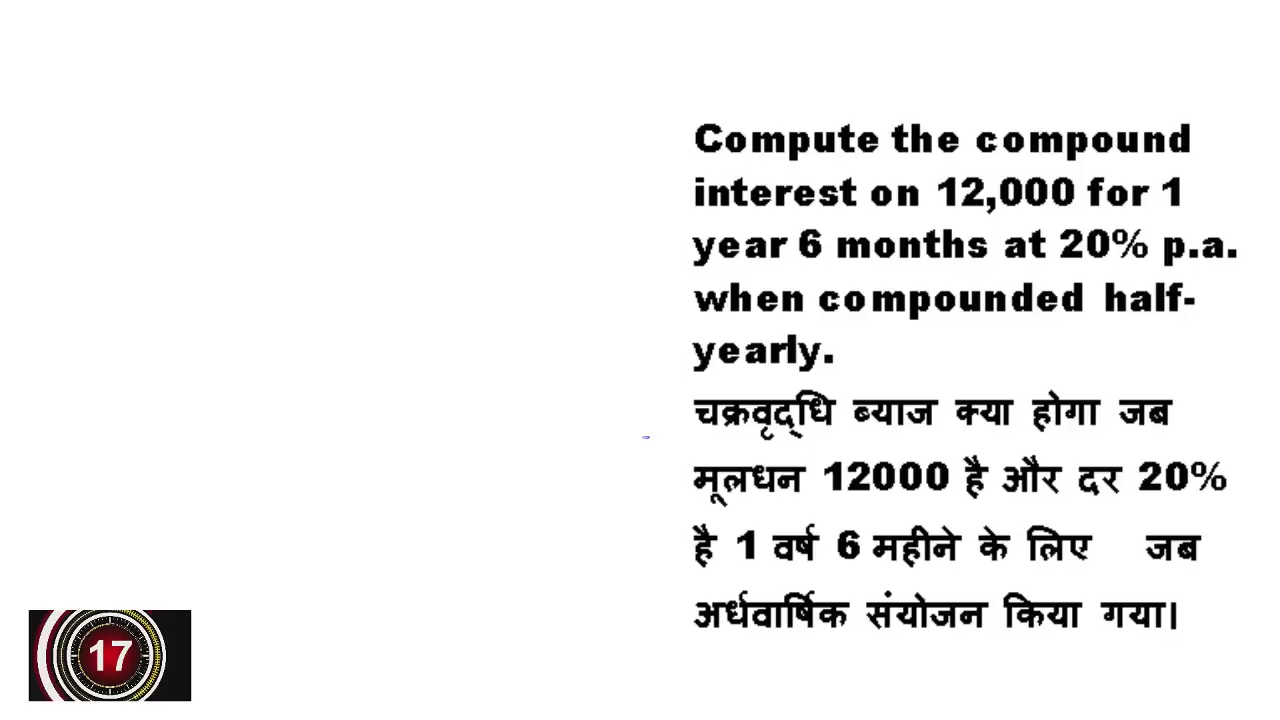 Compute the compound
interest on 12,000 for 1
year 6 months at 20% p.a.
when compounded half-
yearly.
चक्रवृद्धि ब्याज क्या होगा जब
मूलधन 12000 है और दर 20%
है 1 वर्ष 6 महीने के लिए जब
अर्धवार्षिक संयोजन किया गया।
17